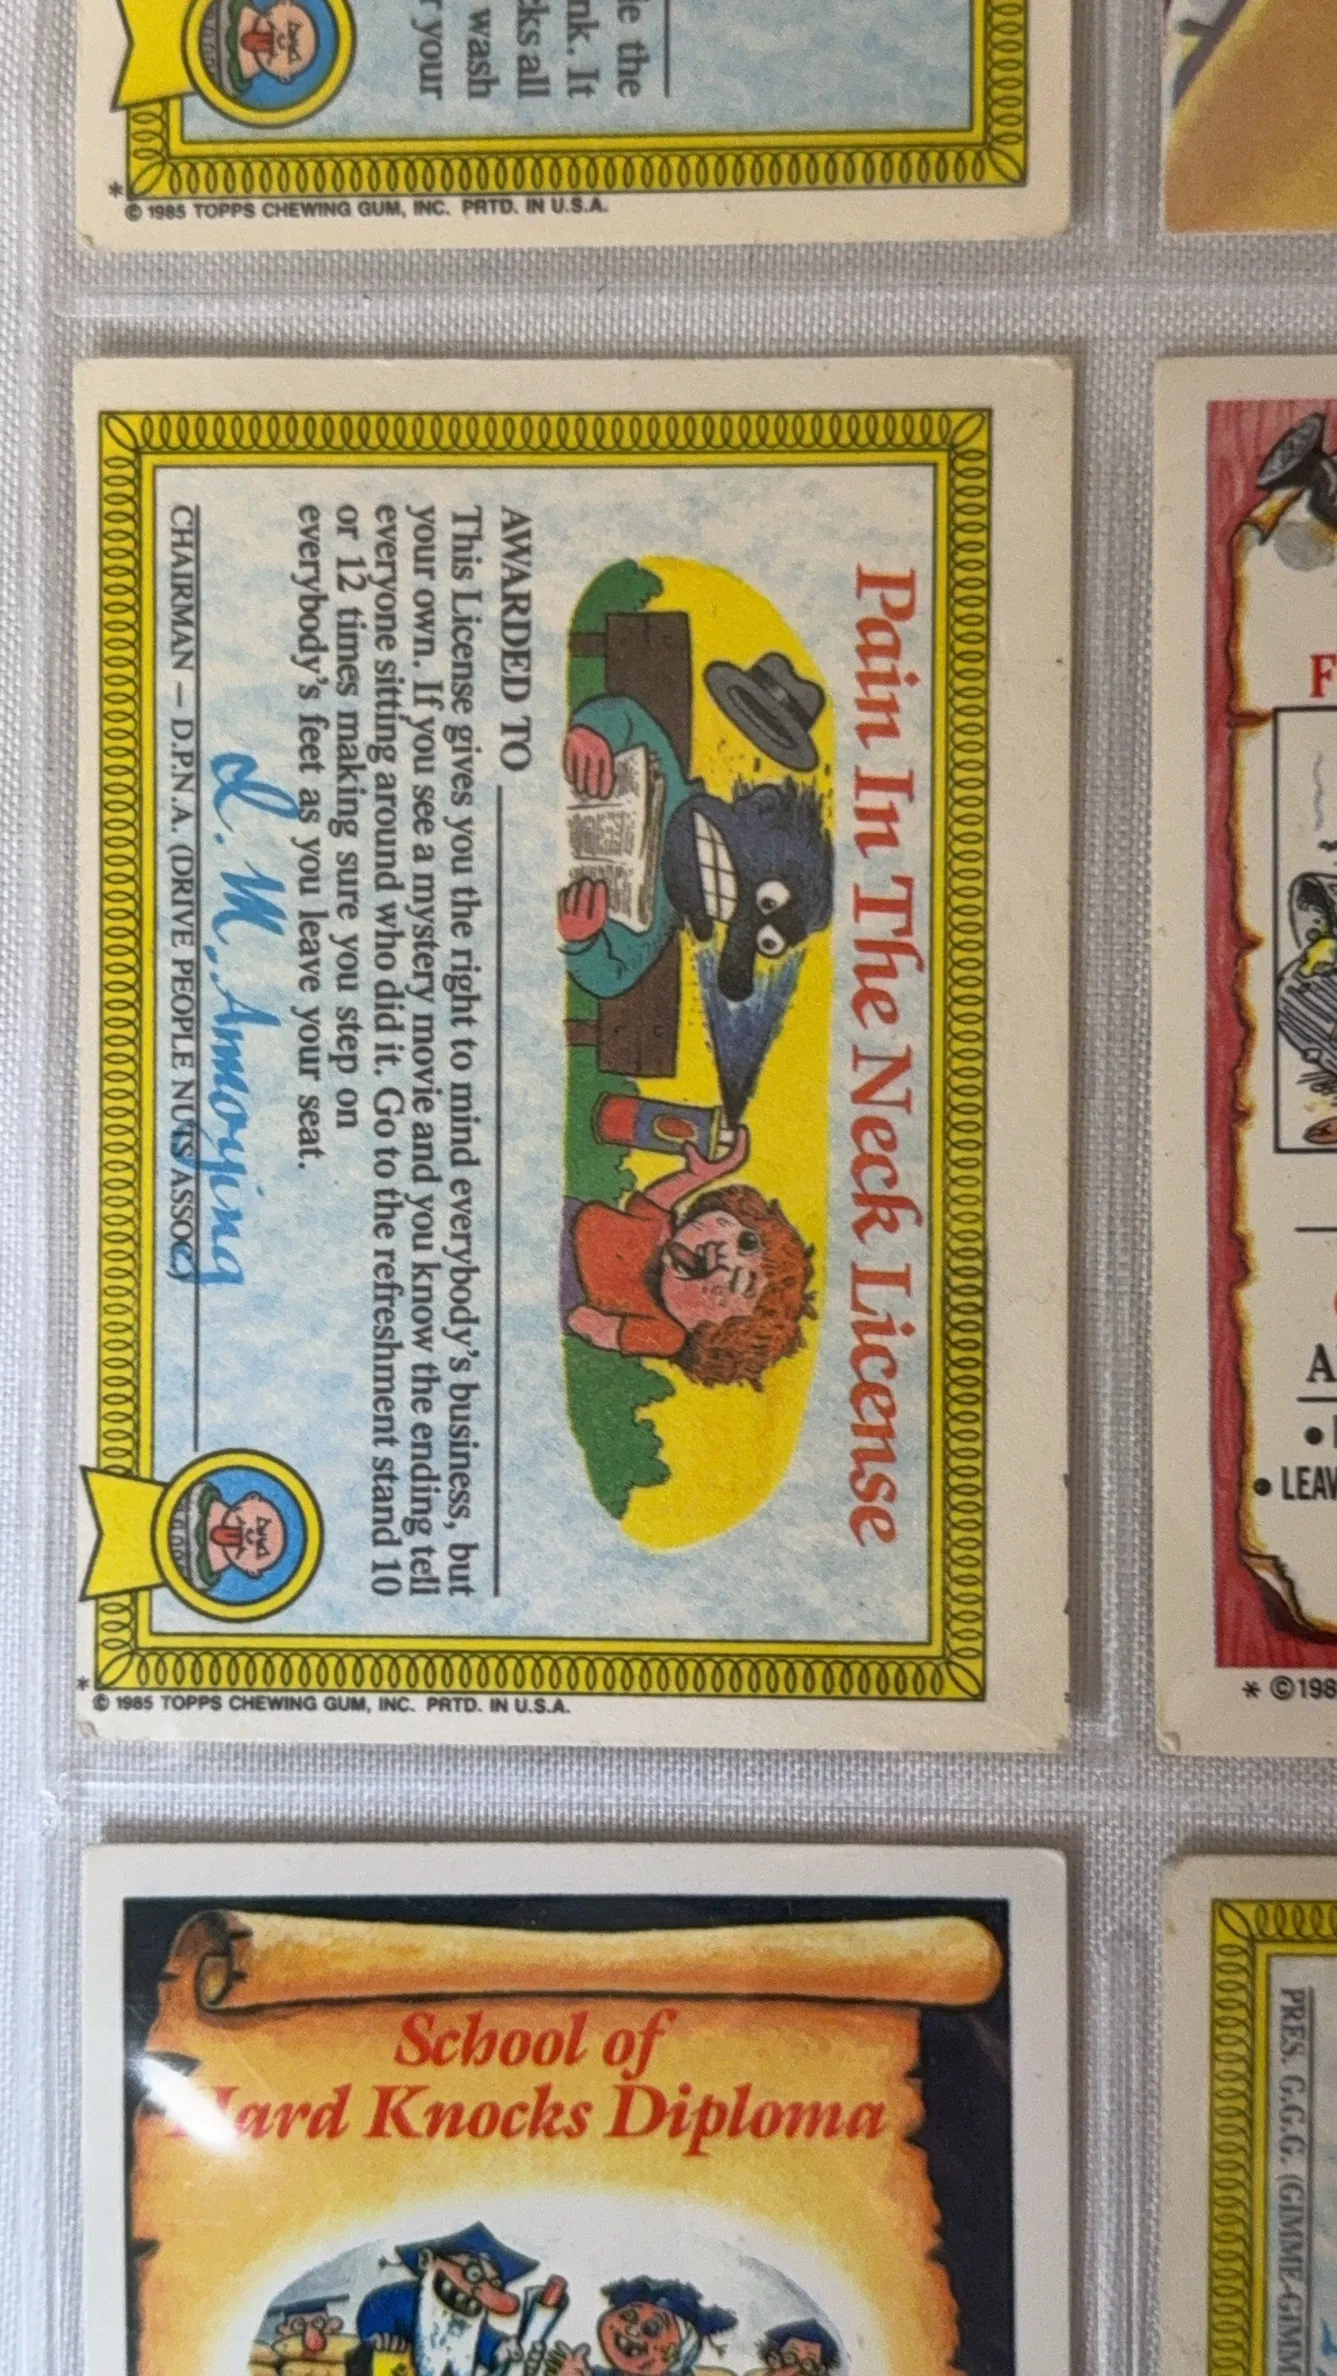 e the
nk. It
cks all
wash
r your
* © 1985 TOPPS CHEWING GUM, INC. PRTD. IN U.S.A.
Pain In The Neck License
AWARDED TO
This License gives you the right to mind everybody's business, but
your own. If you see a mystery movie and you know the ending tell
everyone sitting around who did it. Go to the refreshment stand 10
or 12 times making sure you step on
everybody's feet as you leave your seat.
I. M. Annoying
CHAIRMAN – D.P.N.A. (DRIVE PEOPLE NUTS ASSOC.)
* © 1985 TOPPS CHEWING GUM, INC. PRTD. IN U.S.A.
F
A
• LEAV
* ©198
School of
Hard Knocks Diploma
PRES. G.G.G. (GIMME-GIMM